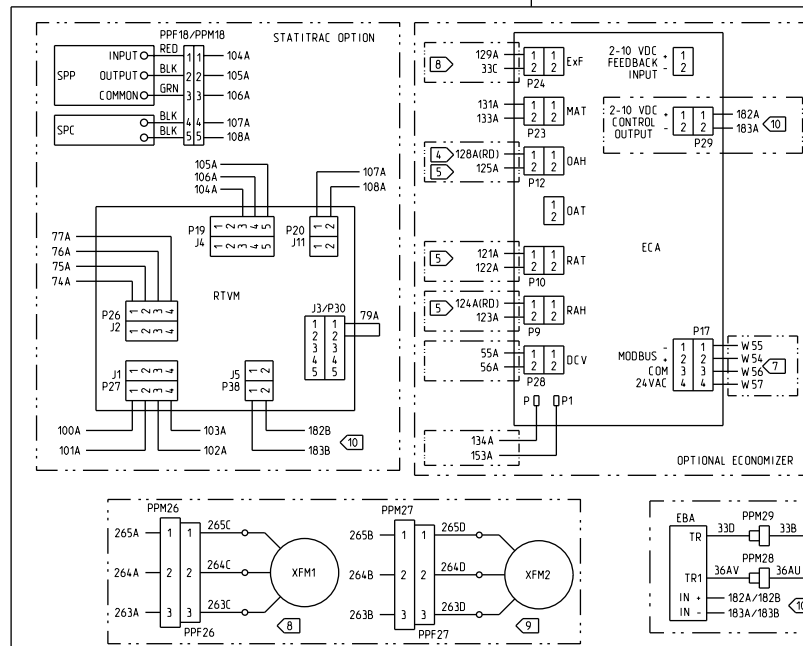 PPF18/PPM18
STATITRAC OPTION
SPP
INPUT RED 1 1 104A
OUTPUT BLK 2 2 105A
COMMON GRN 3 3 106A
SPC
BLK 4 4 107A
BLK 5 5 108A
105A
106A
104A
107A
108A
P19 1 2 3 4 5
J4 1 2 3 4 5
P20 1 2
J11 1 2
77A
76A
75A
74A
P26 1 2 3 4
J2 1 2 3 4
RTVM
J3/P30
1 1
2 2
3 3
4 4
5 5
79A
J1 1 2 3 4
P27 1 2 3 4
J5 1 2
P38 1 2
100A
101A
103A
102A
182B
183B
10
8
129A 1 1 ExF
33C 2 2
P24
2-10 VDC
FEEDBACK
INPUT
+ 1
- 2
131A 1 1 MAT
133A 2 2
P23
2-10 VDC
CONTROL
OUTPUT
+ 1 1 182A
- 2 2 183A
P29
10
4 128A(RD) 1 1 OAH
5 125A 2 2
P12
1 OAT
2
ECA
5
121A 1 1 RAT
122A 2 2
P10
5
124A(RD) 1 1 RAH
123A 2 2
P9
55A 1 1 DCV
56A 2 2
P28
P17
MODBUS
- 1 1 W55
+ 2 2 W54
COM 3 3 W56
24VAC 4 4 W57
7
P P1
134A
153A
OPTIONAL ECONOMIZER
PPM26
265A 1 1 265C
264A 2 2 264C
263A 3 3 263C
PPF26
XFM1
8
PPM27
265B 1 1 265D
264B 2 2 264D
263B 3 3 263D
PPF27
XFM2
9
EBA
PPM29
TR 33D 33B
PPM28
TR1 36AV 36AU
IN + 182A/182B
IN - 183A/183B